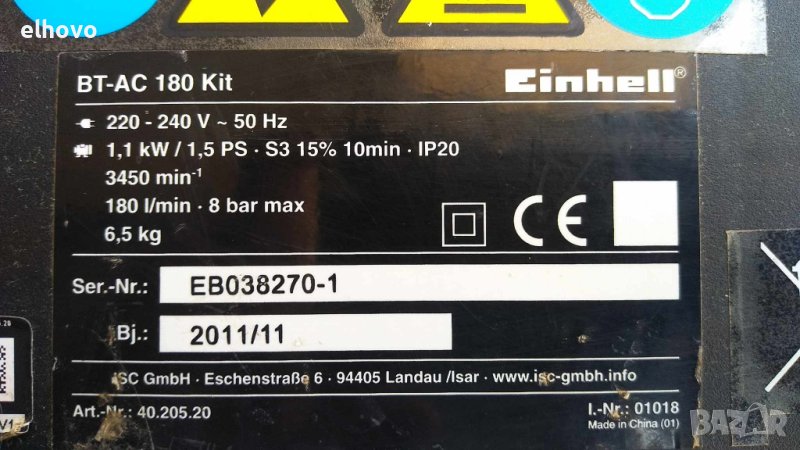 elhovo
BT-AC 180 Kit
Einhell®
220 - 240 V ~ 50 Hz
1,1 kW / 1,5 PS · S3 15% 10min · IP20
3450 min-1
180 l/min · 8 bar max
6,5 kg
CE
Ser.-Nr.: EB038270-1
Bj.: 2011/11
ISC GmbH · Eschenstraße 6 · 94405 Landau /Isar · www.isc-gmbh.info
Art.-Nr.: 40.205.20
I.-Nr.: 01018
Made in China (01)
BAZAR